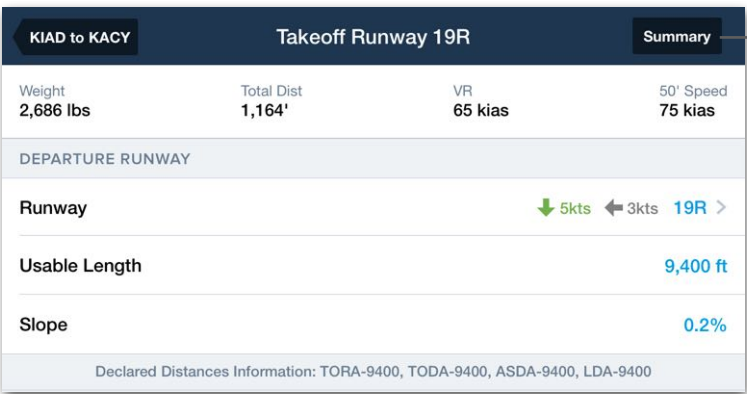 KIAD to KACY Takeoff Runway 19R Summary
Weight Total Dist VR 50' Speed
2,686 lbs 1,164' 65 kias 75 kias
DEPARTURE RUNWAY
Runway 5kts 3kts 19R >
Usable Length 9,400 ft
Slope 0.2%
Declared Distances Information: TORA-9400, TODA-9400, ASDA-9400, LDA-9400